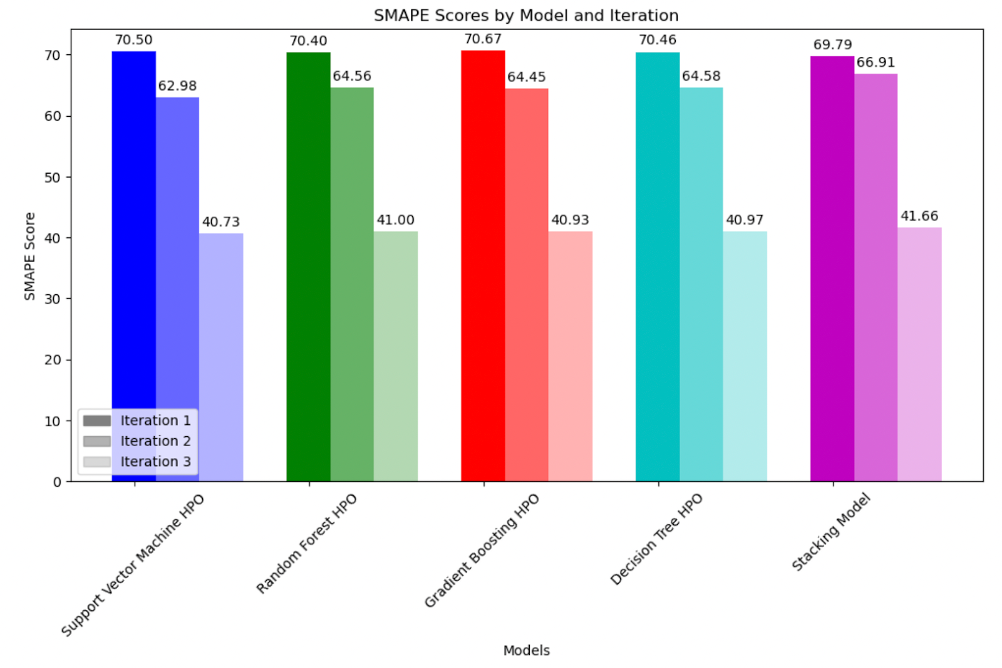 SMAPE Scores by Model and Iteration
70.50
62.98
40.73
70.40
64.56
41.00
70.67
64.45
40.93
70.46
64.58
40.97
69.79
66.91
41.66
SMAPE Score
70
60
50
40
30
20
10
0
Iteration 1
Iteration 2
Iteration 3
Support Vector Machine HPO
Random Forest HPO
Gradient Boosting HPO
Decision Tree HPO
Stacking Model
Models